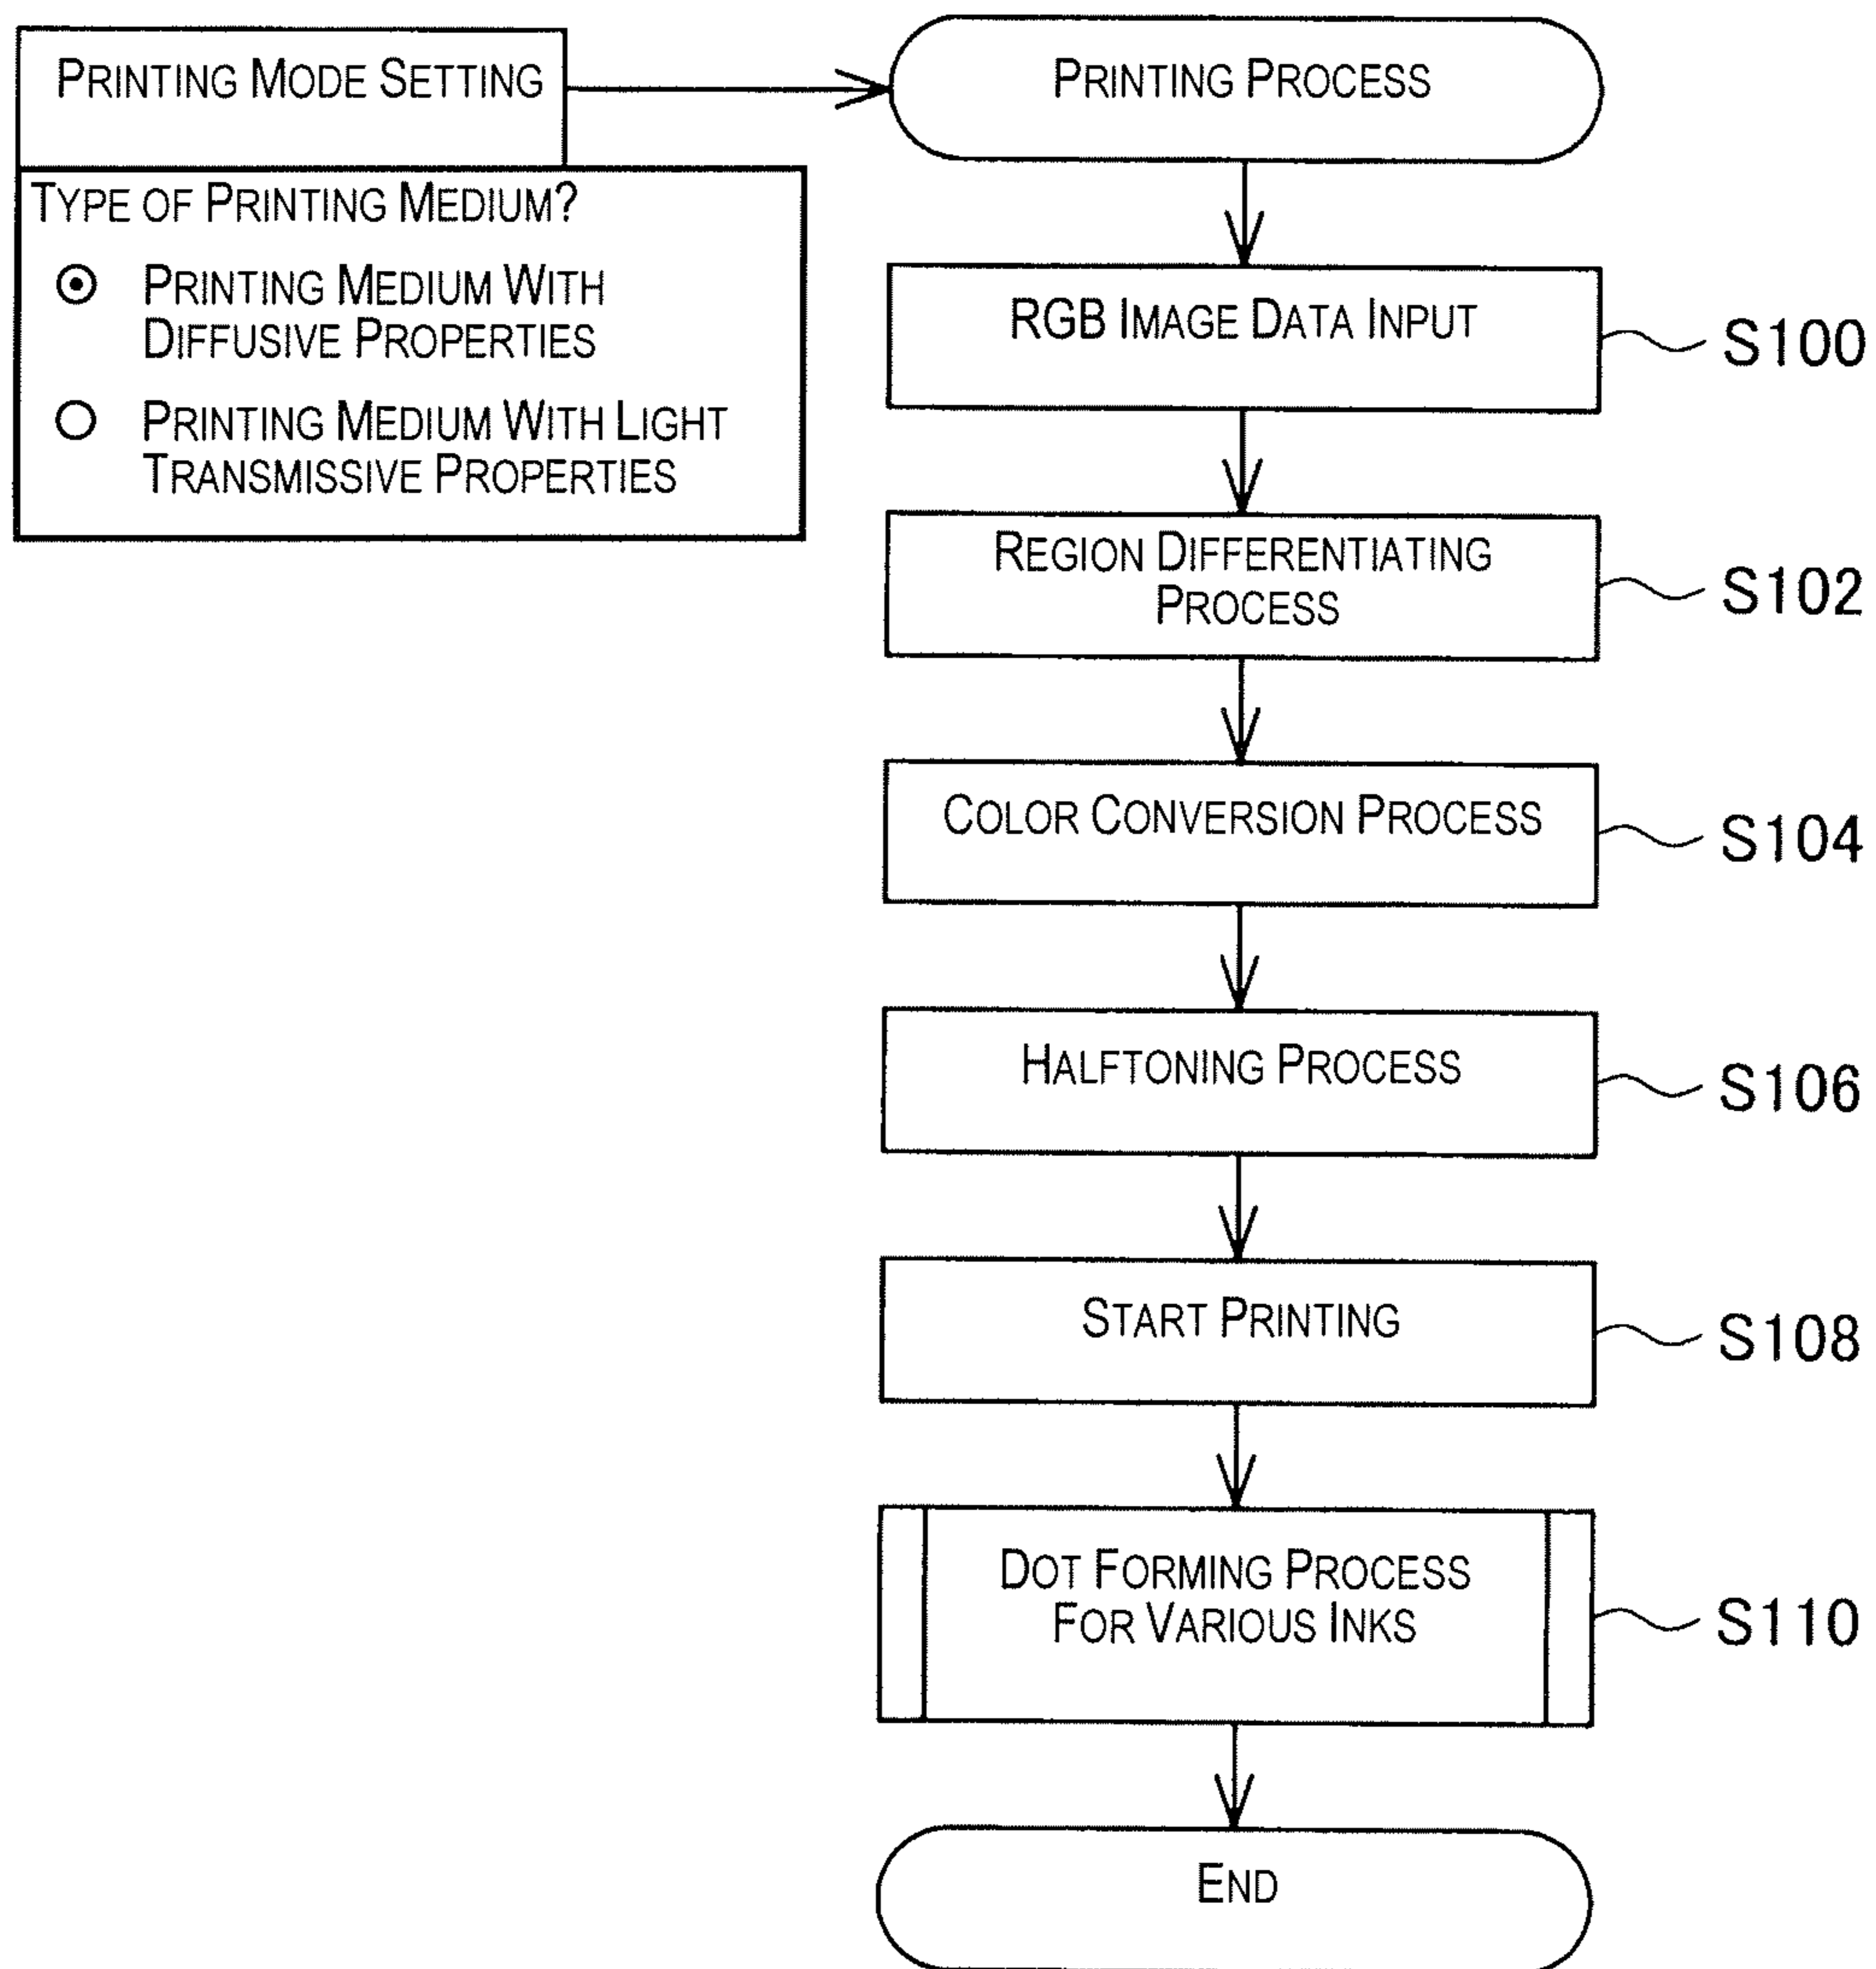 PRINTING MODE SETTING
TYPE OF PRINTING MEDIUM?
PRINTING MEDIUM WITH
DIFFUSIVE PROPERTIES
PRINTING MEDIUM WITH LIGHT
TRANSMISSIVE PROPERTIES
PRINTING PROCESS
RGB IMAGE DATA INPUT
S100
REGION DIFFERENTIATING
PROCESS
S102
COLOR CONVERSION PROCESS
S104
HALFTONING PROCESS
S106
START PRINTING
S108
DOT FORMING PROCESS
FOR VARIOUS INKS
S110
END